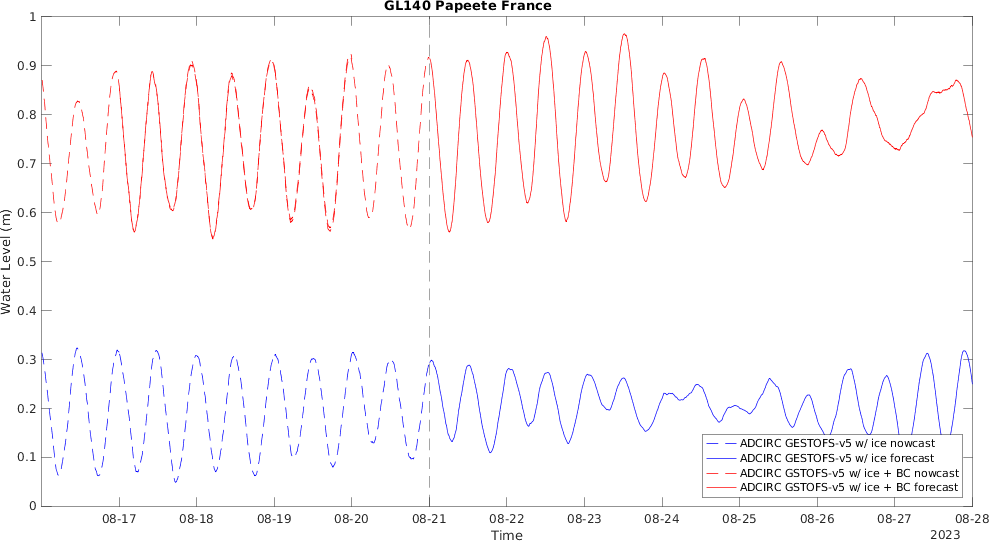 GL140 Papeete France
1
0.9
0.8
0.7
0.6
0.5
0.4
0.3
0.2
0.1
0
Water Level (m)
ADCIRC GESTOFS-v5 w/ ice nowcast
ADCIRC GESTOFS-v5 w/ ice forecast
ADCIRC GSTOFS-v5 w/ ice + BC nowcast
ADCIRC GSTOFS-v5 w/ ice + BC forecast
08-17 08-18 08-19 08-20 08-21 08-22 08-23 08-24 08-25 08-26 08-27 08-28
Time
2023